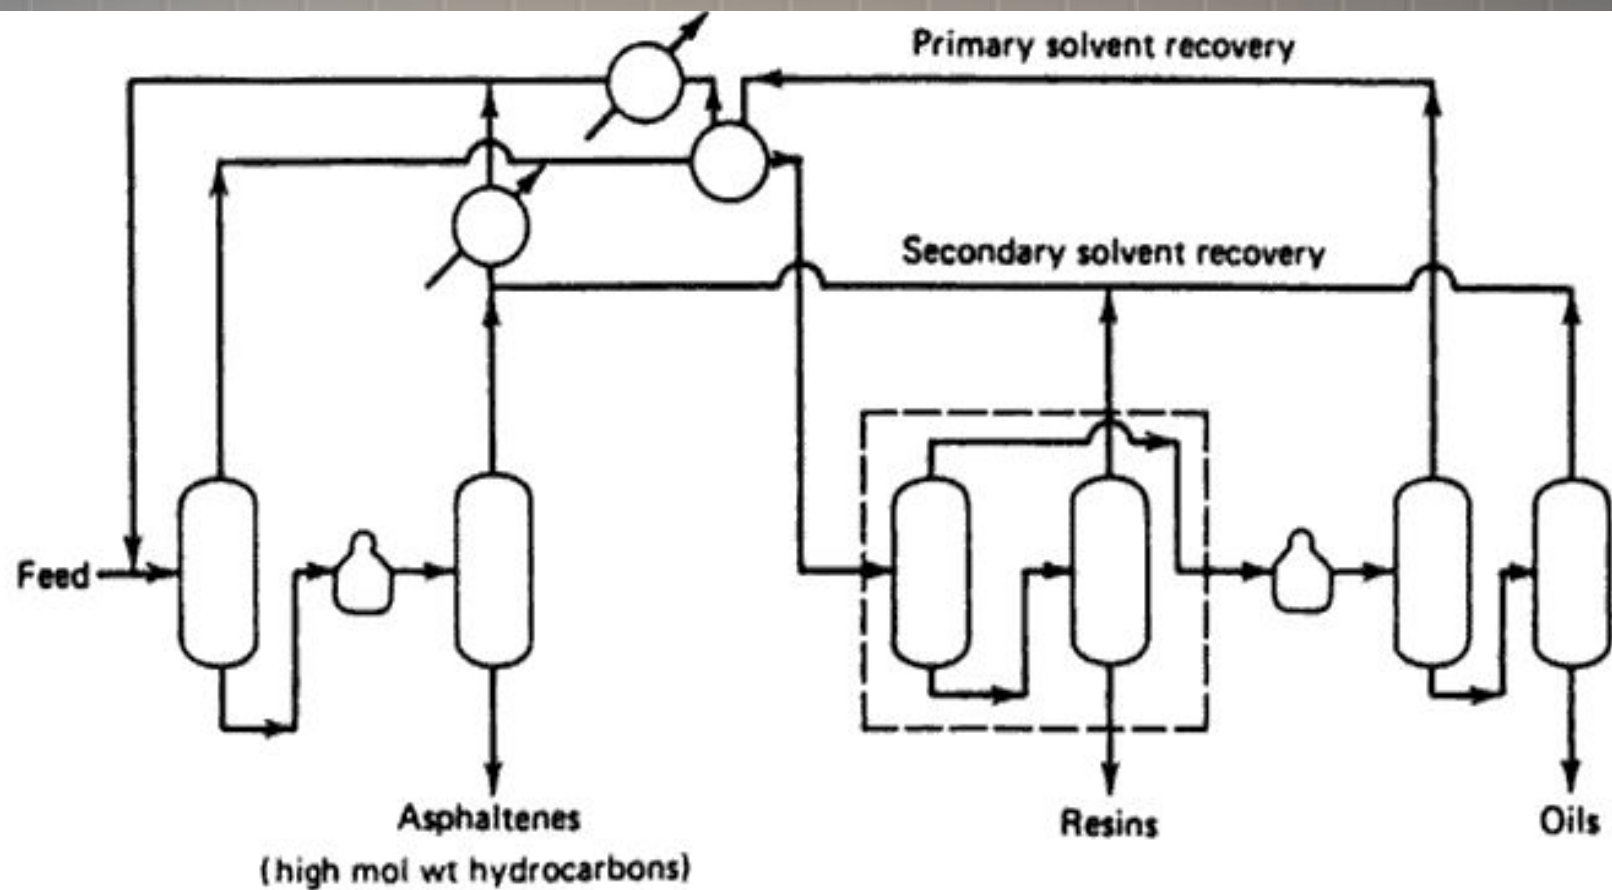 Primary solvent recovery
Secondary solvent recovery
Feed
Asphaltenes
(high mol wt hydrocarbons)
Resins
Oils